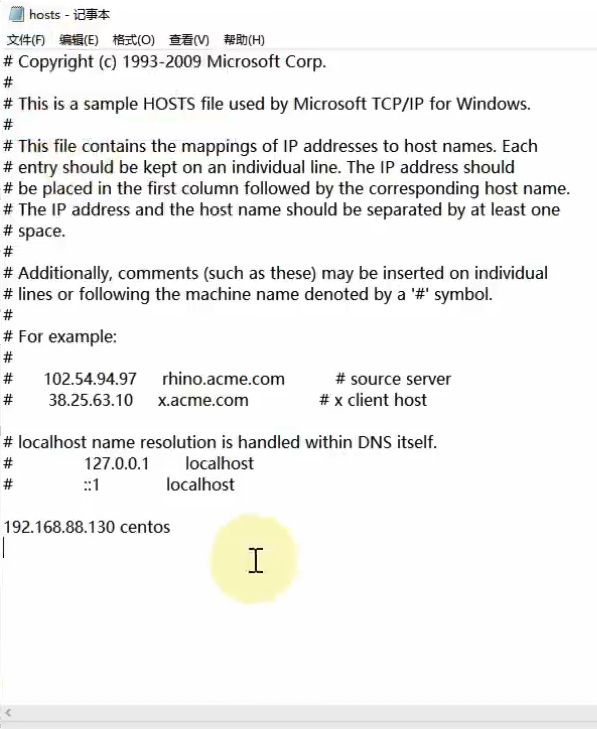 hosts - 记事本
文件(F) 编辑(E) 格式(O) 查看(V) 帮助(H)
# Copyright (c) 1993-2009 Microsoft Corp.
#
# This is a sample HOSTS file used by Microsoft TCP/IP for Windows.
#
# This file contains the mappings of IP addresses to host names. Each
# entry should be kept on an individual line. The IP address should
# be placed in the first column followed by the corresponding host name.
# The IP address and the host name should be separated by at least one
# space.
#
# Additionally, comments (such as these) may be inserted on individual
# lines or following the machine name denoted by a '#' symbol.
#
# For example:
#
#      102.54.94.97     rhino.acme.com          # source server
#       38.25.63.10     x.acme.com              # x client host

# localhost name resolution is handled within DNS itself.
#	127.0.0.1       localhost
#	::1             localhost

192.168.88.130 centos